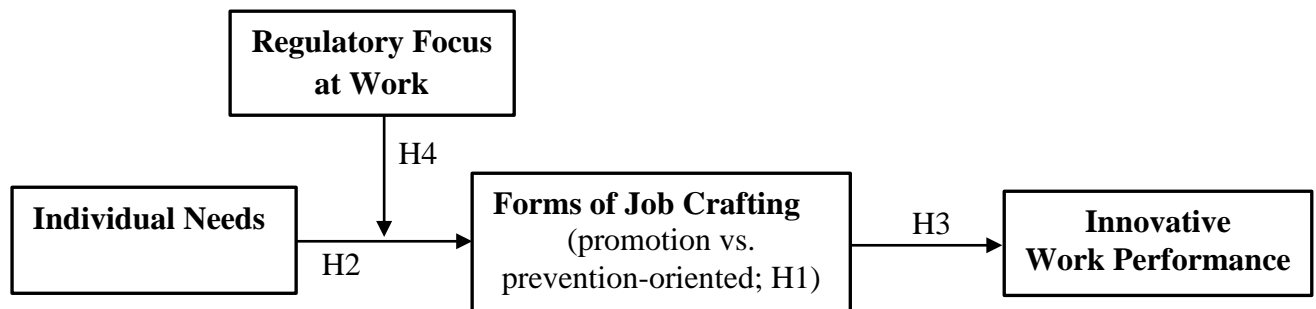 Regulatory Focus
at Work
H4
Individual Needs
H2
Forms of Job Crafting
(promotion vs.
prevention-oriented; H1)
H3
Innovative
Work Performance